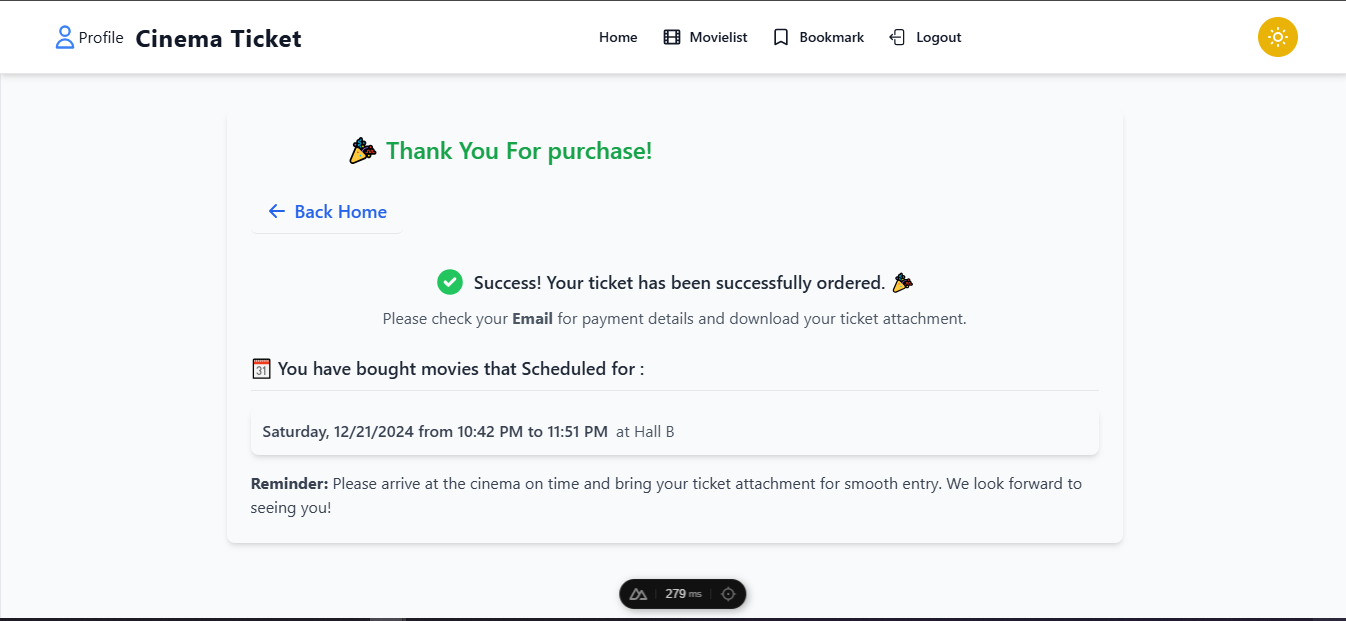 Profile Cinema Ticket Home Movielist Bookmark Logout
Thank You For purchase!
Back Home
Success! Your ticket has been successfully ordered.
Please check your Email for payment details and download your ticket attachment.
31 You have bought movies that Scheduled for :
Saturday, 12/21/2024 from 10:42 PM to 11:51 PM at Hall B
Reminder: Please arrive at the cinema on time and bring your ticket attachment for smooth entry. We look forward to
seeing you!
279 ms